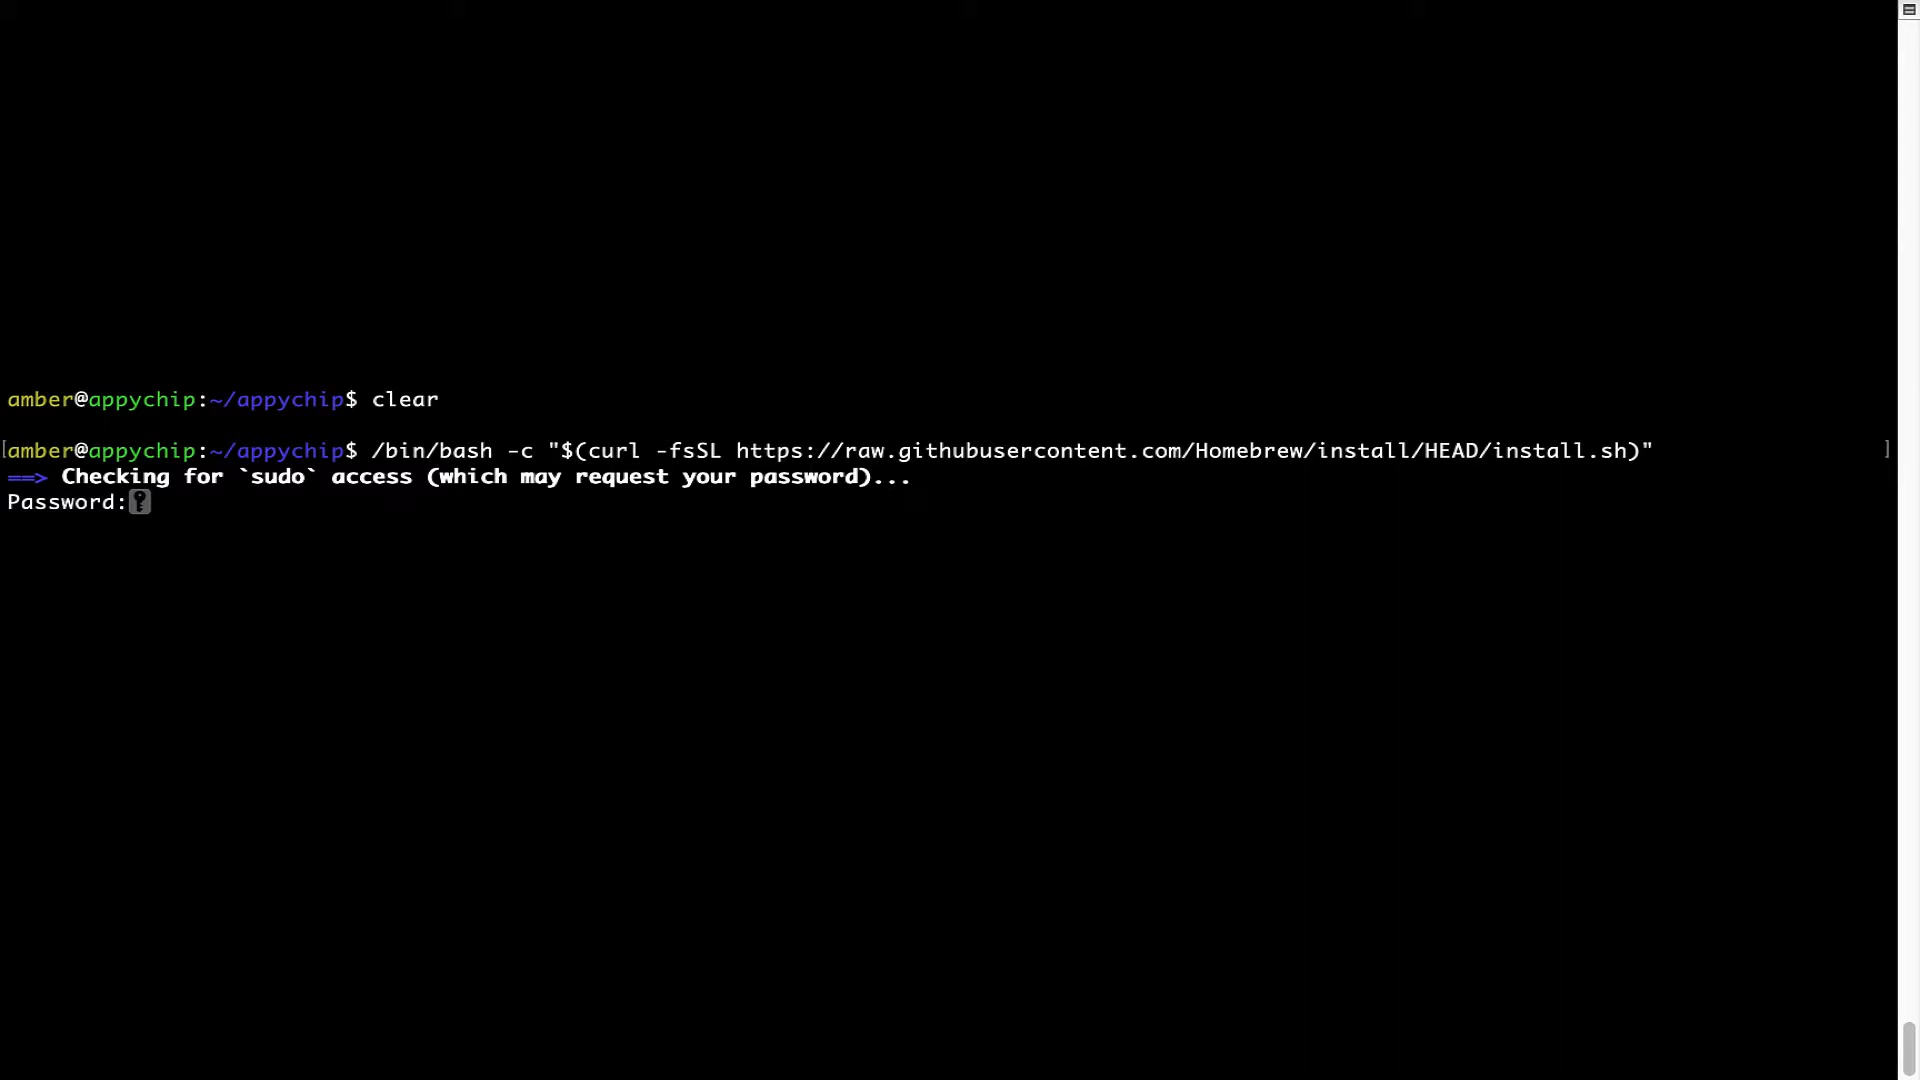 amber@appychip:~/appychip$ clear
[amber@appychip:~/appychip$ /bin/bash -c "$(curl -fsSL https://raw.githubusercontent.com/Homebrew/install/HEAD/install.sh)" ]
==> Checking for `sudo` access (which may request your password)...
Password: